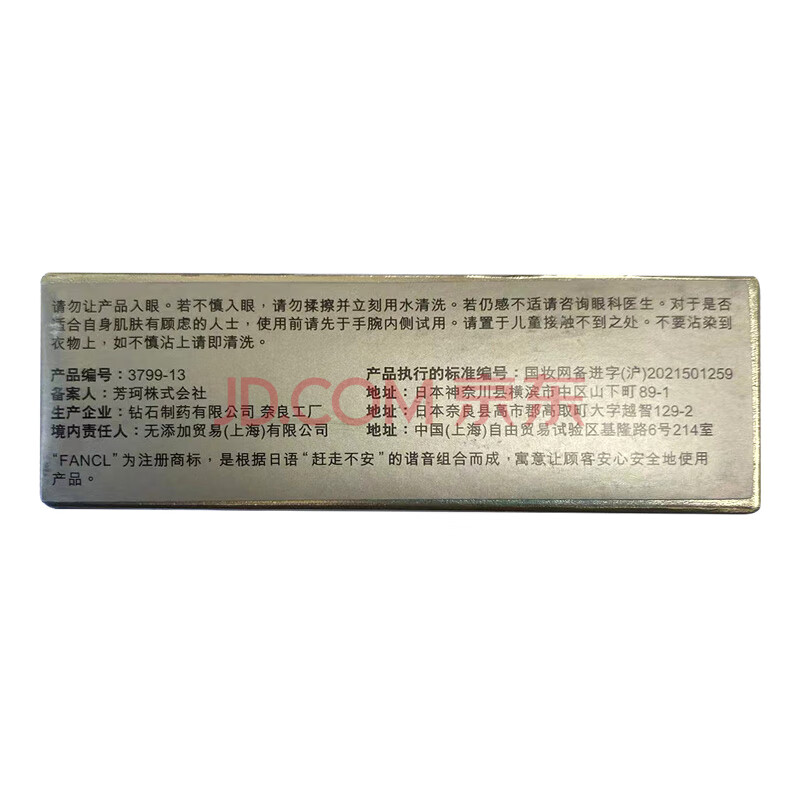 请勿让产品入眼。若不慎入眼，请勿揉擦并立刻用水清洗。若仍感不适请咨询眼科医生。对于是否
适合自身肌肤有顾虑的人士，使用前请先于手腕内侧试用。请置于儿童接触不到之处。不要沾染到
衣物上，如不慎沾上请即清洗。
产品编号：3799-13 产品执行的标准编号：国妆网备进字(沪)2021501259
备案人：芳珂株式会社 地址：日本神奈川县横滨市中区山下町89-1
生产企业：钻石制药有限公司 奈良工厂 地址：日本奈良县高市郡高取町大字越智129-2
境内责任人：无添加贸易(上海)有限公司 地址：中国(上海)自由贸易试验区基隆路6号214室
“FANCL”为注册商标，是根据日语“赶走不安”的谐音组合而成，寓意让顾客安心安全地使用
产品。
JD.COM 京东